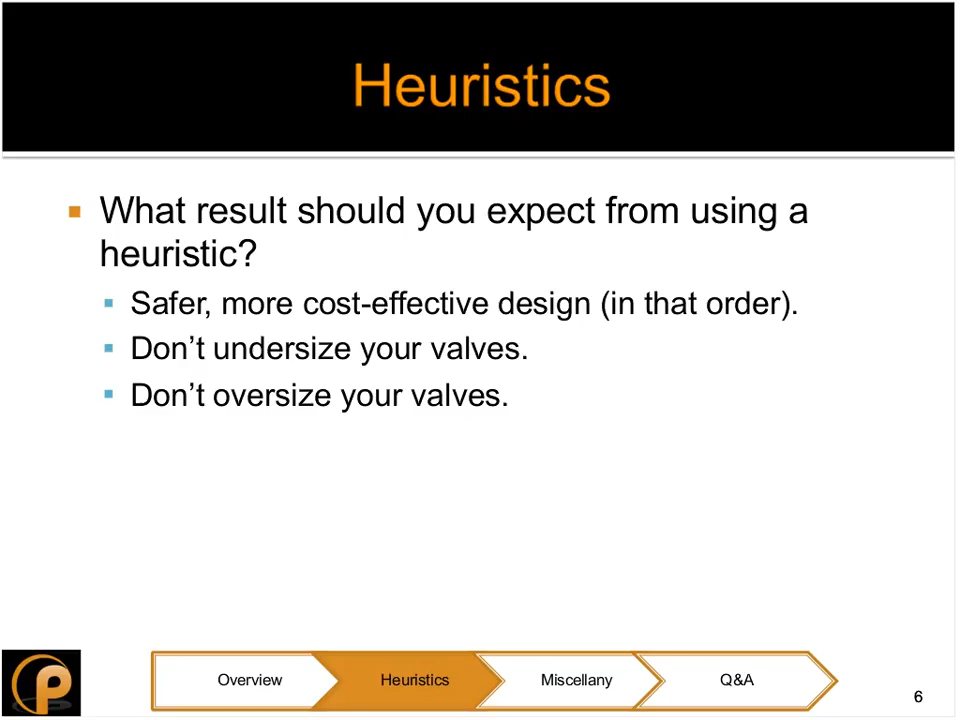 Heuristics
What result should you expect from using a
heuristic?
Safer, more cost-effective design (in that order).
Don’t undersize your valves.
Don’t oversize your valves.
Overview
Heuristics
Miscellany
Q&A
6